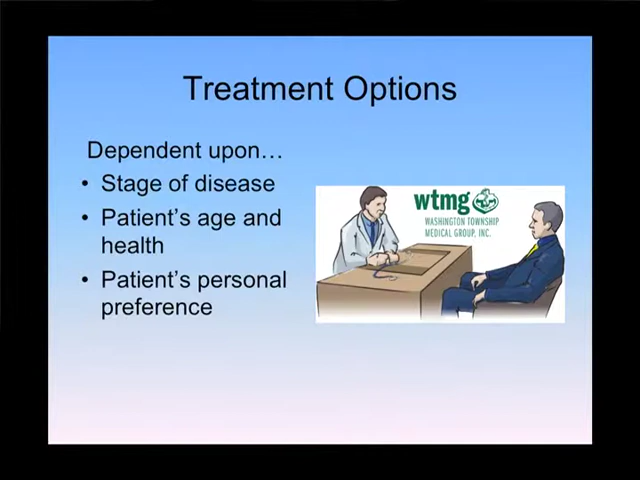 Treatment Options
Dependent upon…
• Stage of disease
• Patient's age and
health
• Patient's personal
preference
wtmg
WASHINGTON TOWNSHIP
MEDICAL GROUP, INC.